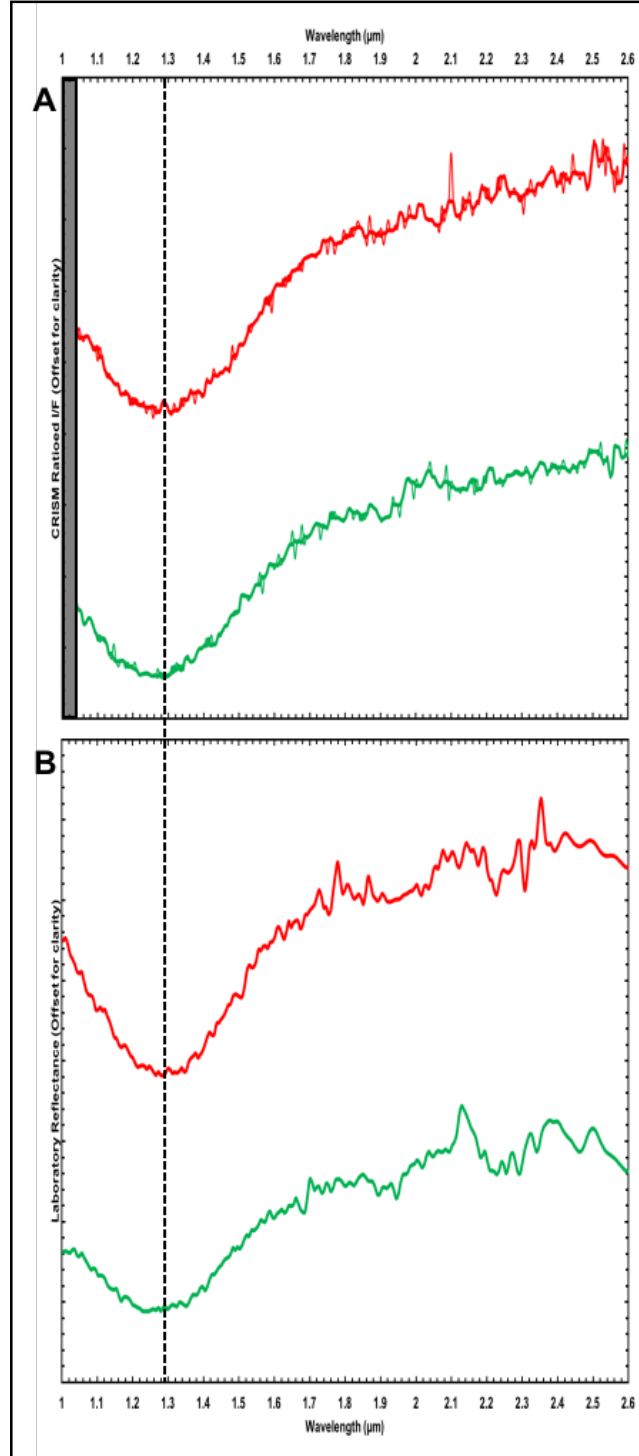 Wavelength (µm)
1 1.1 1.2 1.3 1.4 1.5 1.6 1.7 1.8 1.9 2 2.1 2.2 2.3 2.4 2.5 2.6
A
CRISM Ratioed I/F (Offset for clarity)
B
Laboratory Reflectance (Offset for clarity)
1 1.1 1.2 1.3 1.4 1.5 1.6 1.7 1.8 1.9 2 2.1 2.2 2.3 2.4 2.5 2.6
Wavelength (µm)